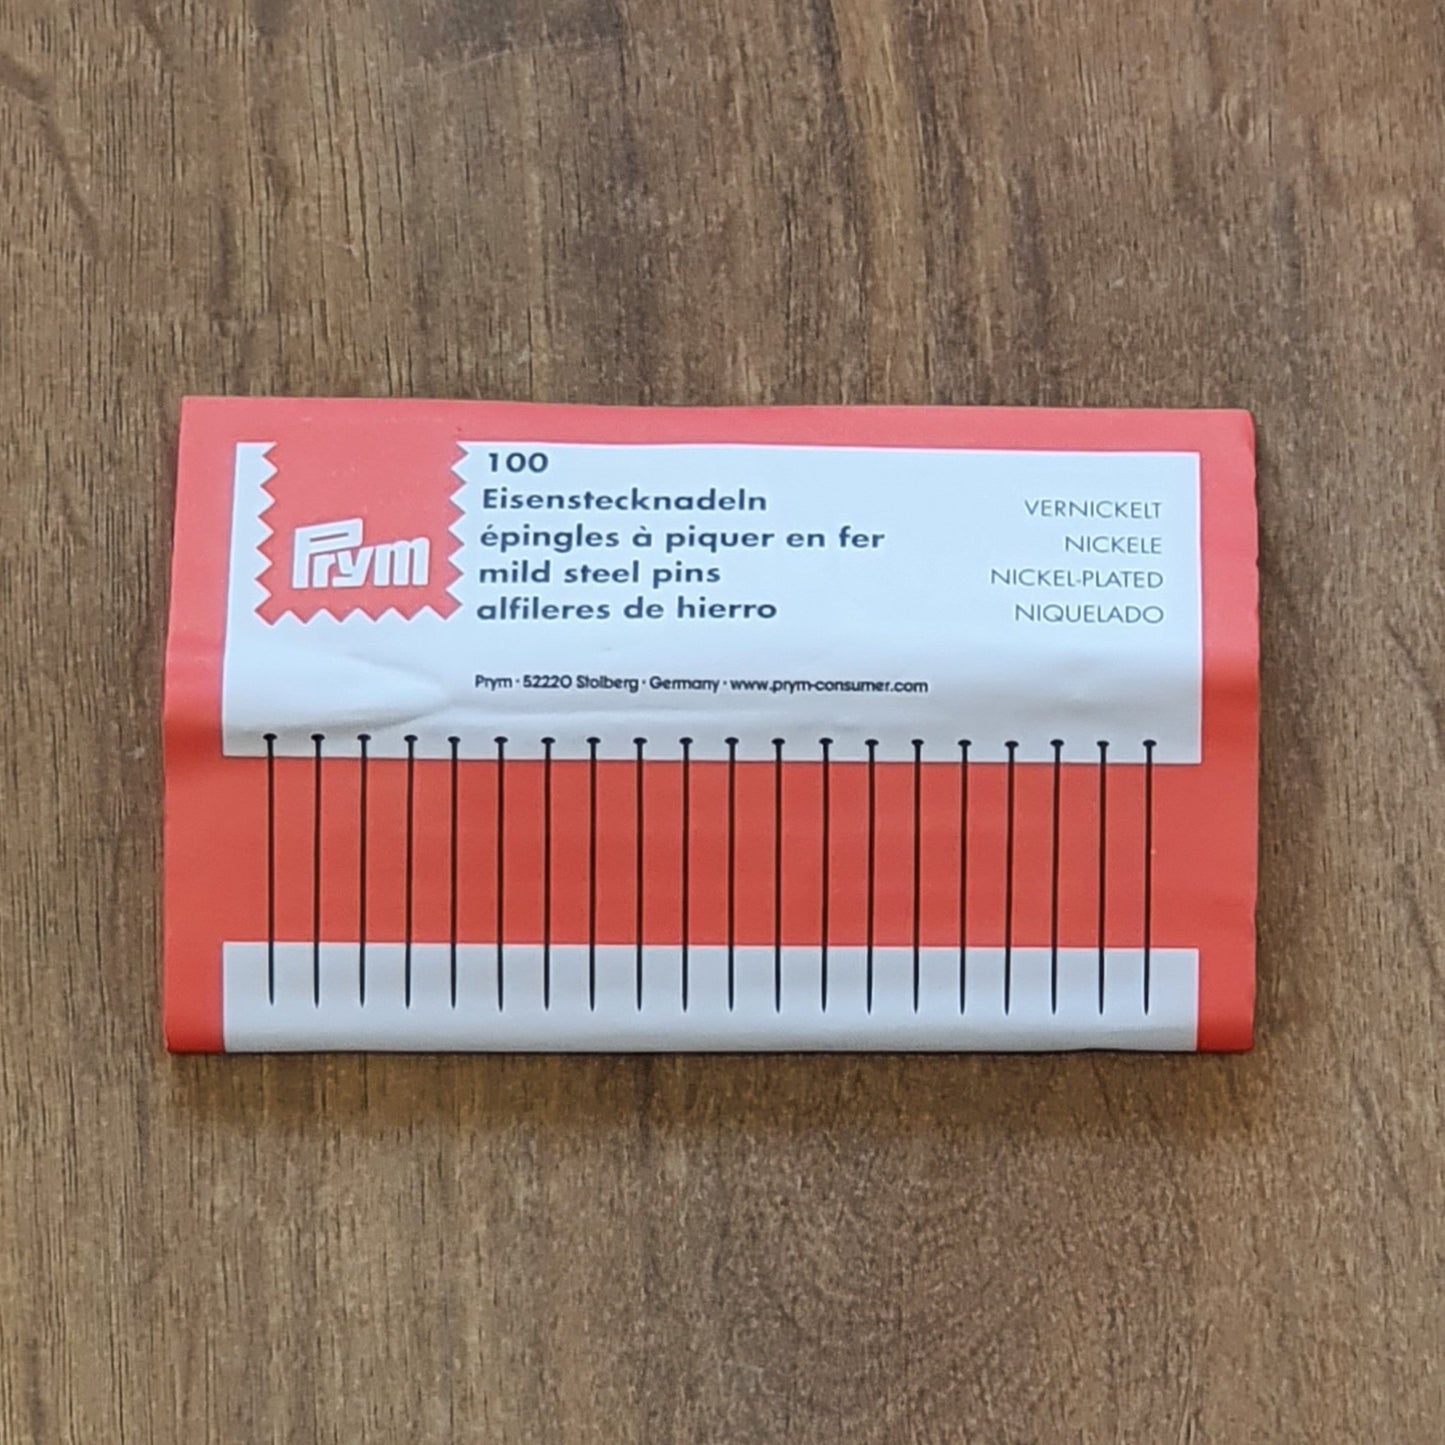 Prym
100
Eisenstecknadeln
épingles à piquer en fer
mild steel pins
alfileres de hierro
VERNICKELT
NICKELE
NICKEL-PLATED
NIQUELADO
Prym · 52220 Stolberg · Germany · www.prym-consumer.com